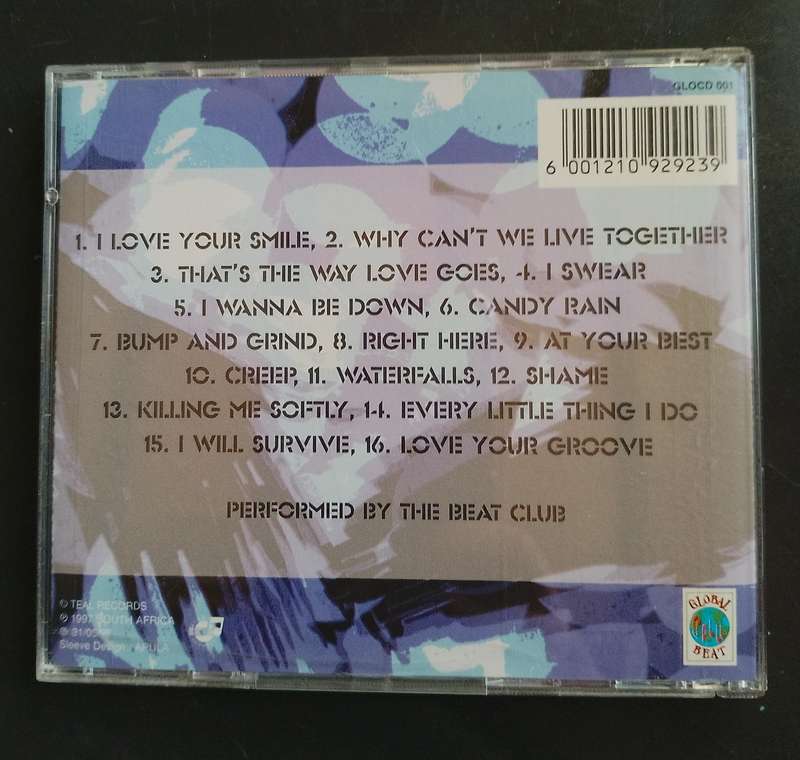 GLOCD 001
6 001210 929239
1. I LOVE YOUR SMILE, 2. WHY CAN'T WE LIVE TOGETHER
3. THAT'S THE WAY LOVE GOES, 4. I SWEAR
5. I WANNA BE DOWN, 6. CANDY RAIN
7. BUMP AND GRIND, 8. RIGHT HERE, 9. AT YOUR BEST
10. CREEP, 11. WATERFALLS, 12. SHAME
13. KILLING ME SOFTLY, 14. EVERY LITTLE THING I DO
15. I WILL SURVIVE, 16. LOVE YOUR GROOVE
PERFORMED BY THE BEAT CLUB
© TEAL RECORDS
℗ 1997 SOUTH AFRICA
Sleeve Design :
GLOBAL
BEAT